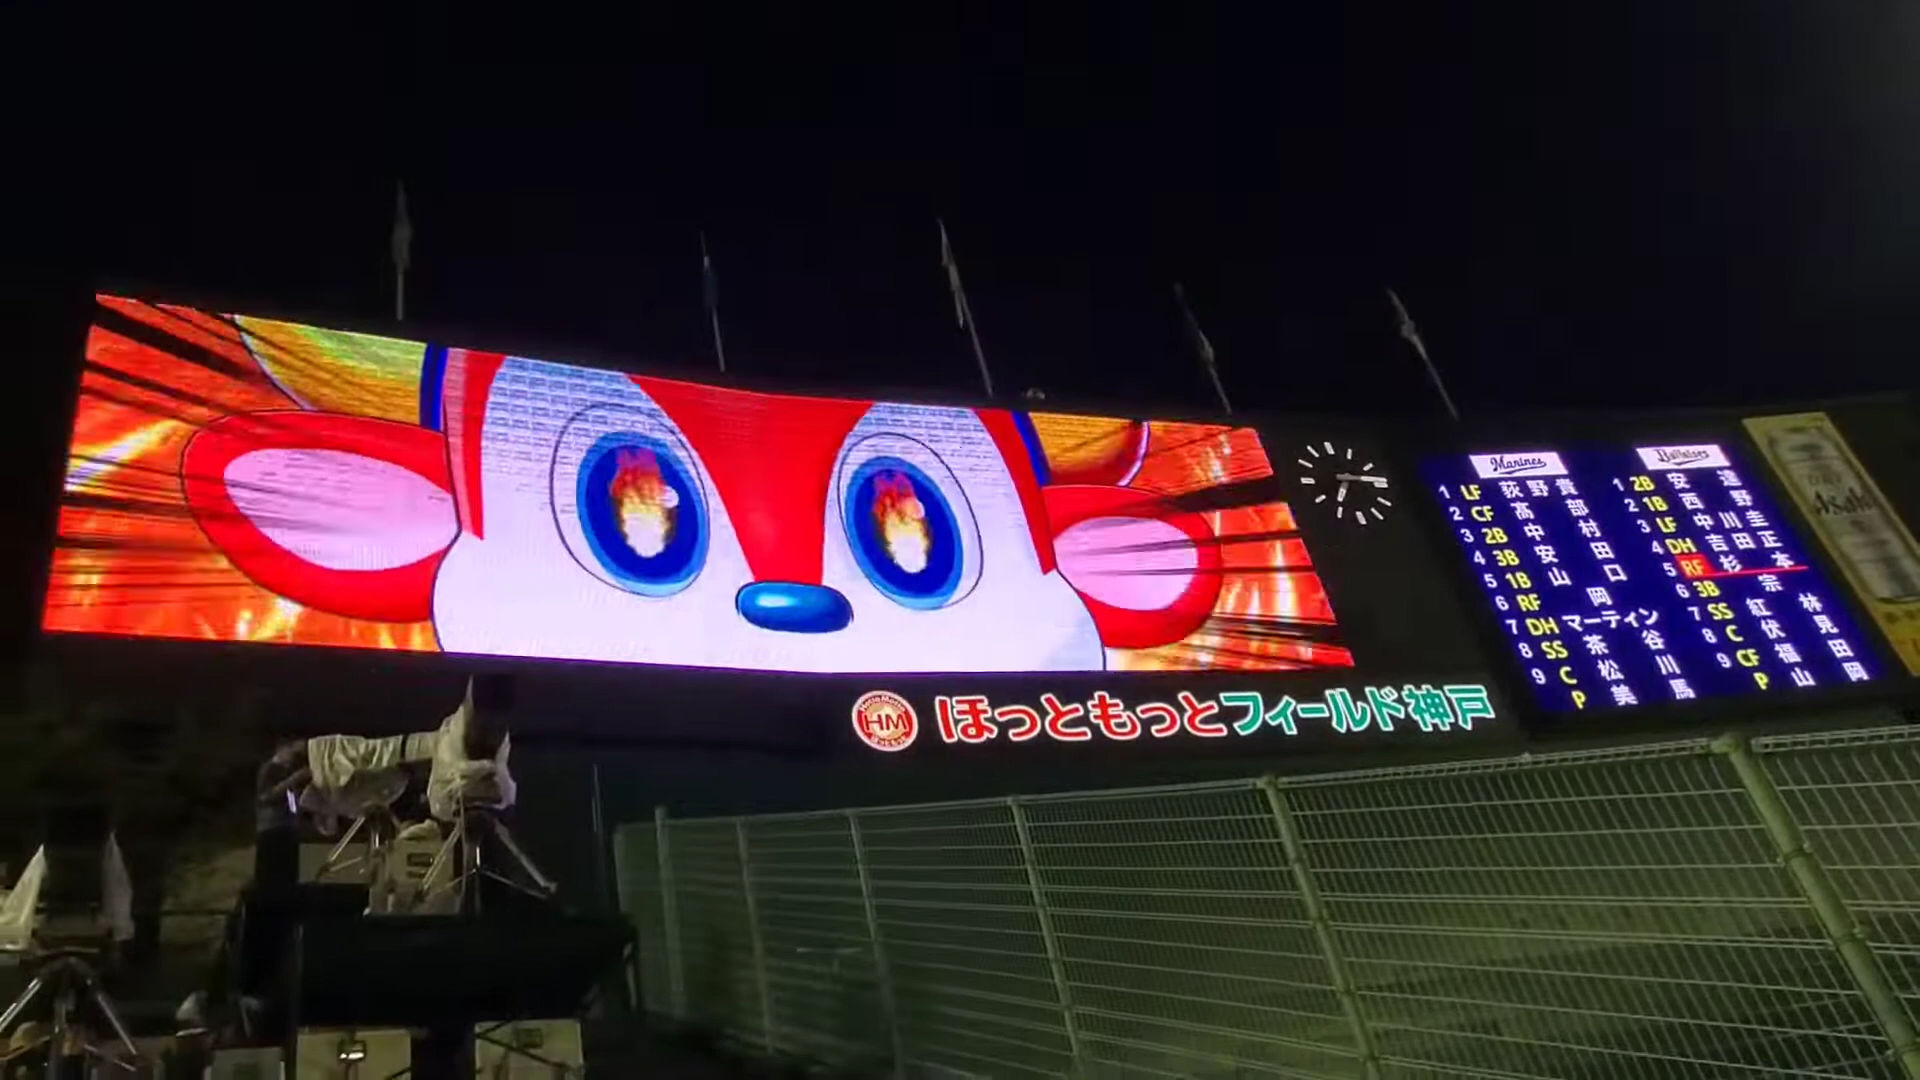 Marines
1 LF 荻野貴
2 CF 髙部
3 2B 中村
4 3B 安田
5 1B 山口
6 RF 岡
7 DH マーティン
8 SS 茶谷
9 C 松川
P 美馬
Buffaloes
1 2B 安達
2 1B 西野
3 LF 中川圭
4 DH 吉田正
5 RF 杉本
6 3B 宗
7 SS 紅林
8 C 伏見
9 CF 福田
P 山岡
Asahi
HM ほっともっとフィールド神戸